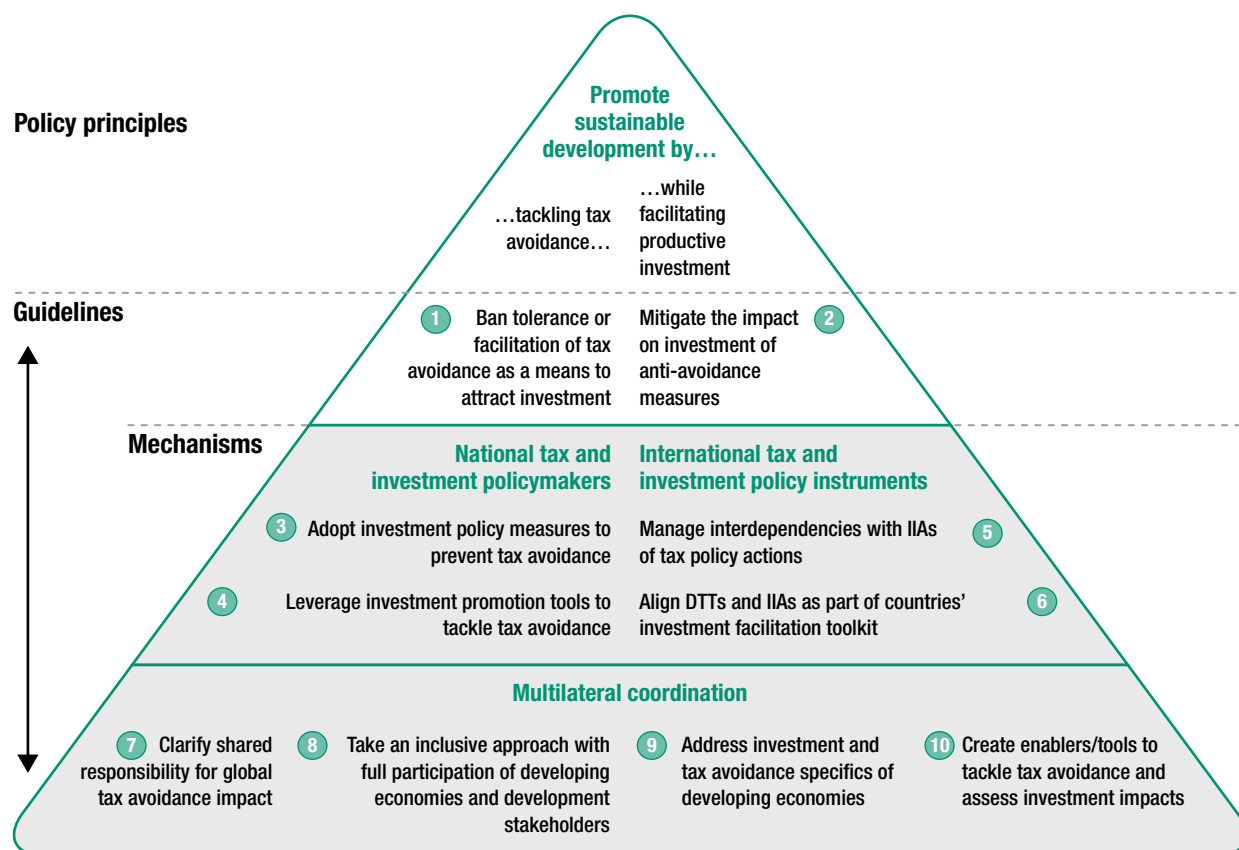 Policy principles
Promote
sustainable
development by…
…tackling tax
avoidance…
…while
facilitating
productive
investment
Guidelines
1
Ban tolerance or
facilitation of tax
avoidance as a means to
attract investment
Mitigate the impact
on investment of
anti-avoidance
measures
2
Mechanisms
National tax and
investment policymakers
International tax and
investment policy instruments
3
Adopt investment policy measures to
prevent tax avoidance
Manage interdependencies with IIAs
of tax policy actions
5
4
Leverage investment promotion tools to
tackle tax avoidance
Align DTTs and IIAs as part of countries’
investment facilitation toolkit
6
Multilateral coordination
7
Clarify shared
responsibility for global
tax avoidance impact
8
Take an inclusive approach with
full participation of developing
economies and development
stakeholders
9
Address investment and
tax avoidance specifics of
developing economies
10
Create enablers/tools to
tackle tax avoidance and
assess investment impacts